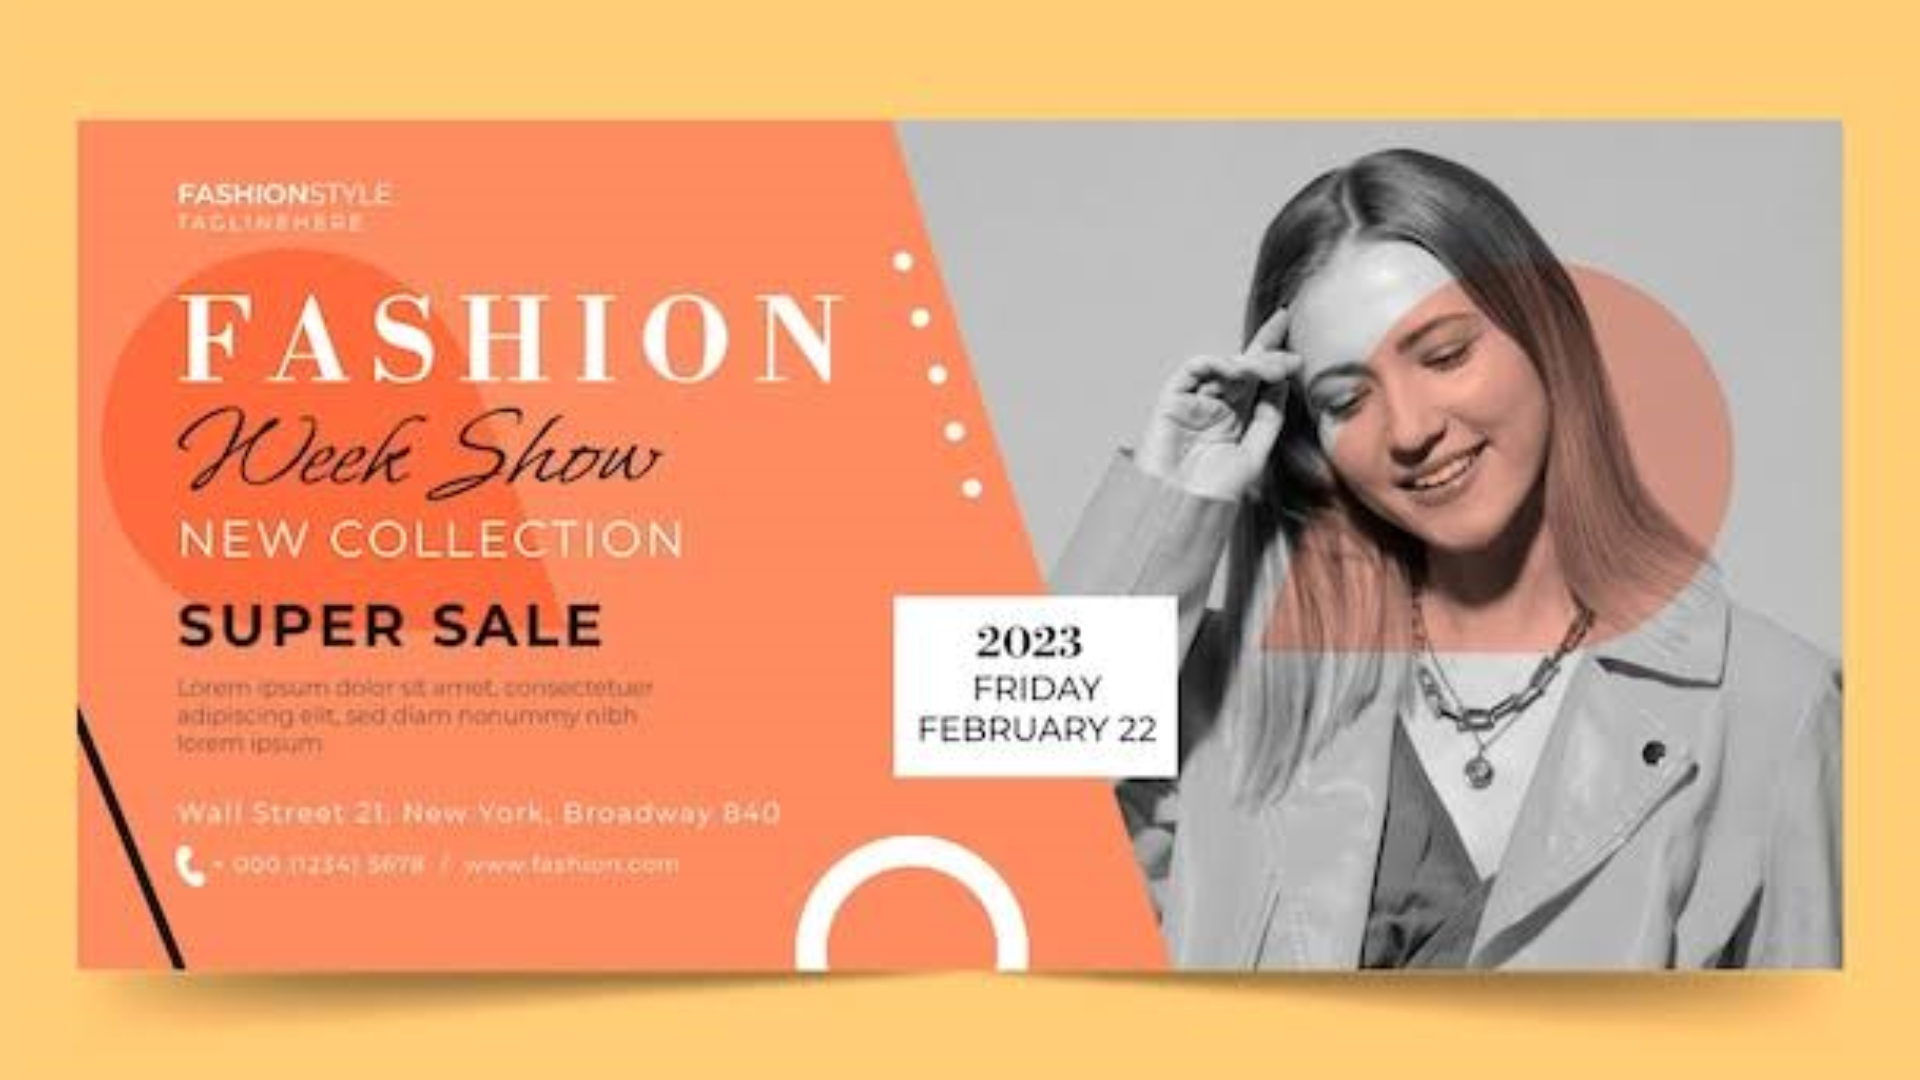 FASHIONSTYLE
TAGLINEHERE
FASHION
Week Show
NEW COLLECTION
SUPER SALE
Lorem ipsum dolor sit amet, consectetuer
adipiscing elit, sed diam nonummy nibh
lorem ipsum
2023
FRIDAY
FEBRUARY 22
Wall Street 21, New York, Broadway 840
+ 000 (1234) 5678 / www.fashion.com